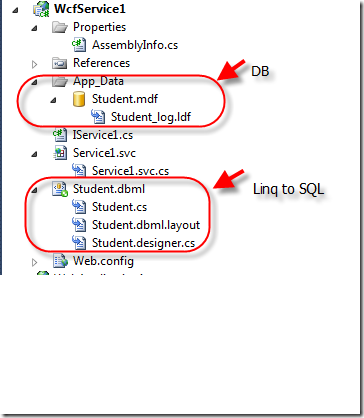 WcfService1
Properties
AssemblyInfo.cs
References
App_Data
DB
Student.mdf
Student_log.ldf
IService1.cs
Service1.svc
Service1.svc.cs
Student.dbml
Linq to SQL
Student.cs
Student.dbml.layout
Student.designer.cs
Web.config